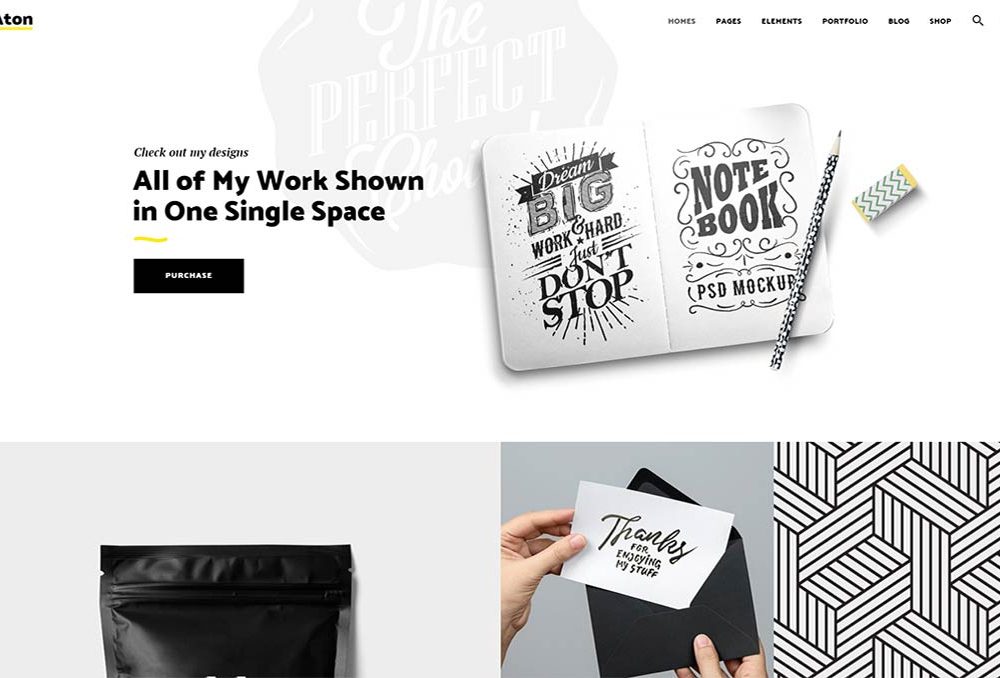 Aton
HOMES PAGES ELEMENTS PORTFOLIO BLOG SHOP
The
PERFECT
Choice
Check out my designs
All of My Work Shown
in One Single Space
PURCHASE
Dream
BIG
&
WORK HARD
Just
DON'T
STOP
NOTE
BOOK
PSD MOCKUP
Thanks
FOR
ENJOYING
MY STUFF